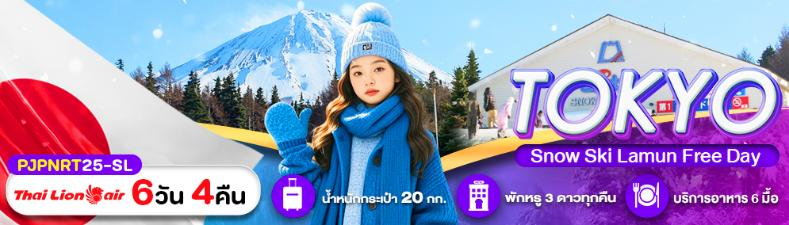 TOKYO
Snow Ski Lamun Free Day
PJPNRT25-SL
Thai Lion air 6วัน 4คืน
น้ำหนักกระเป๋า 20 กก.
พักหรู 3 ดาวทุกคืน
บริการอาหาร 6 มื้อ